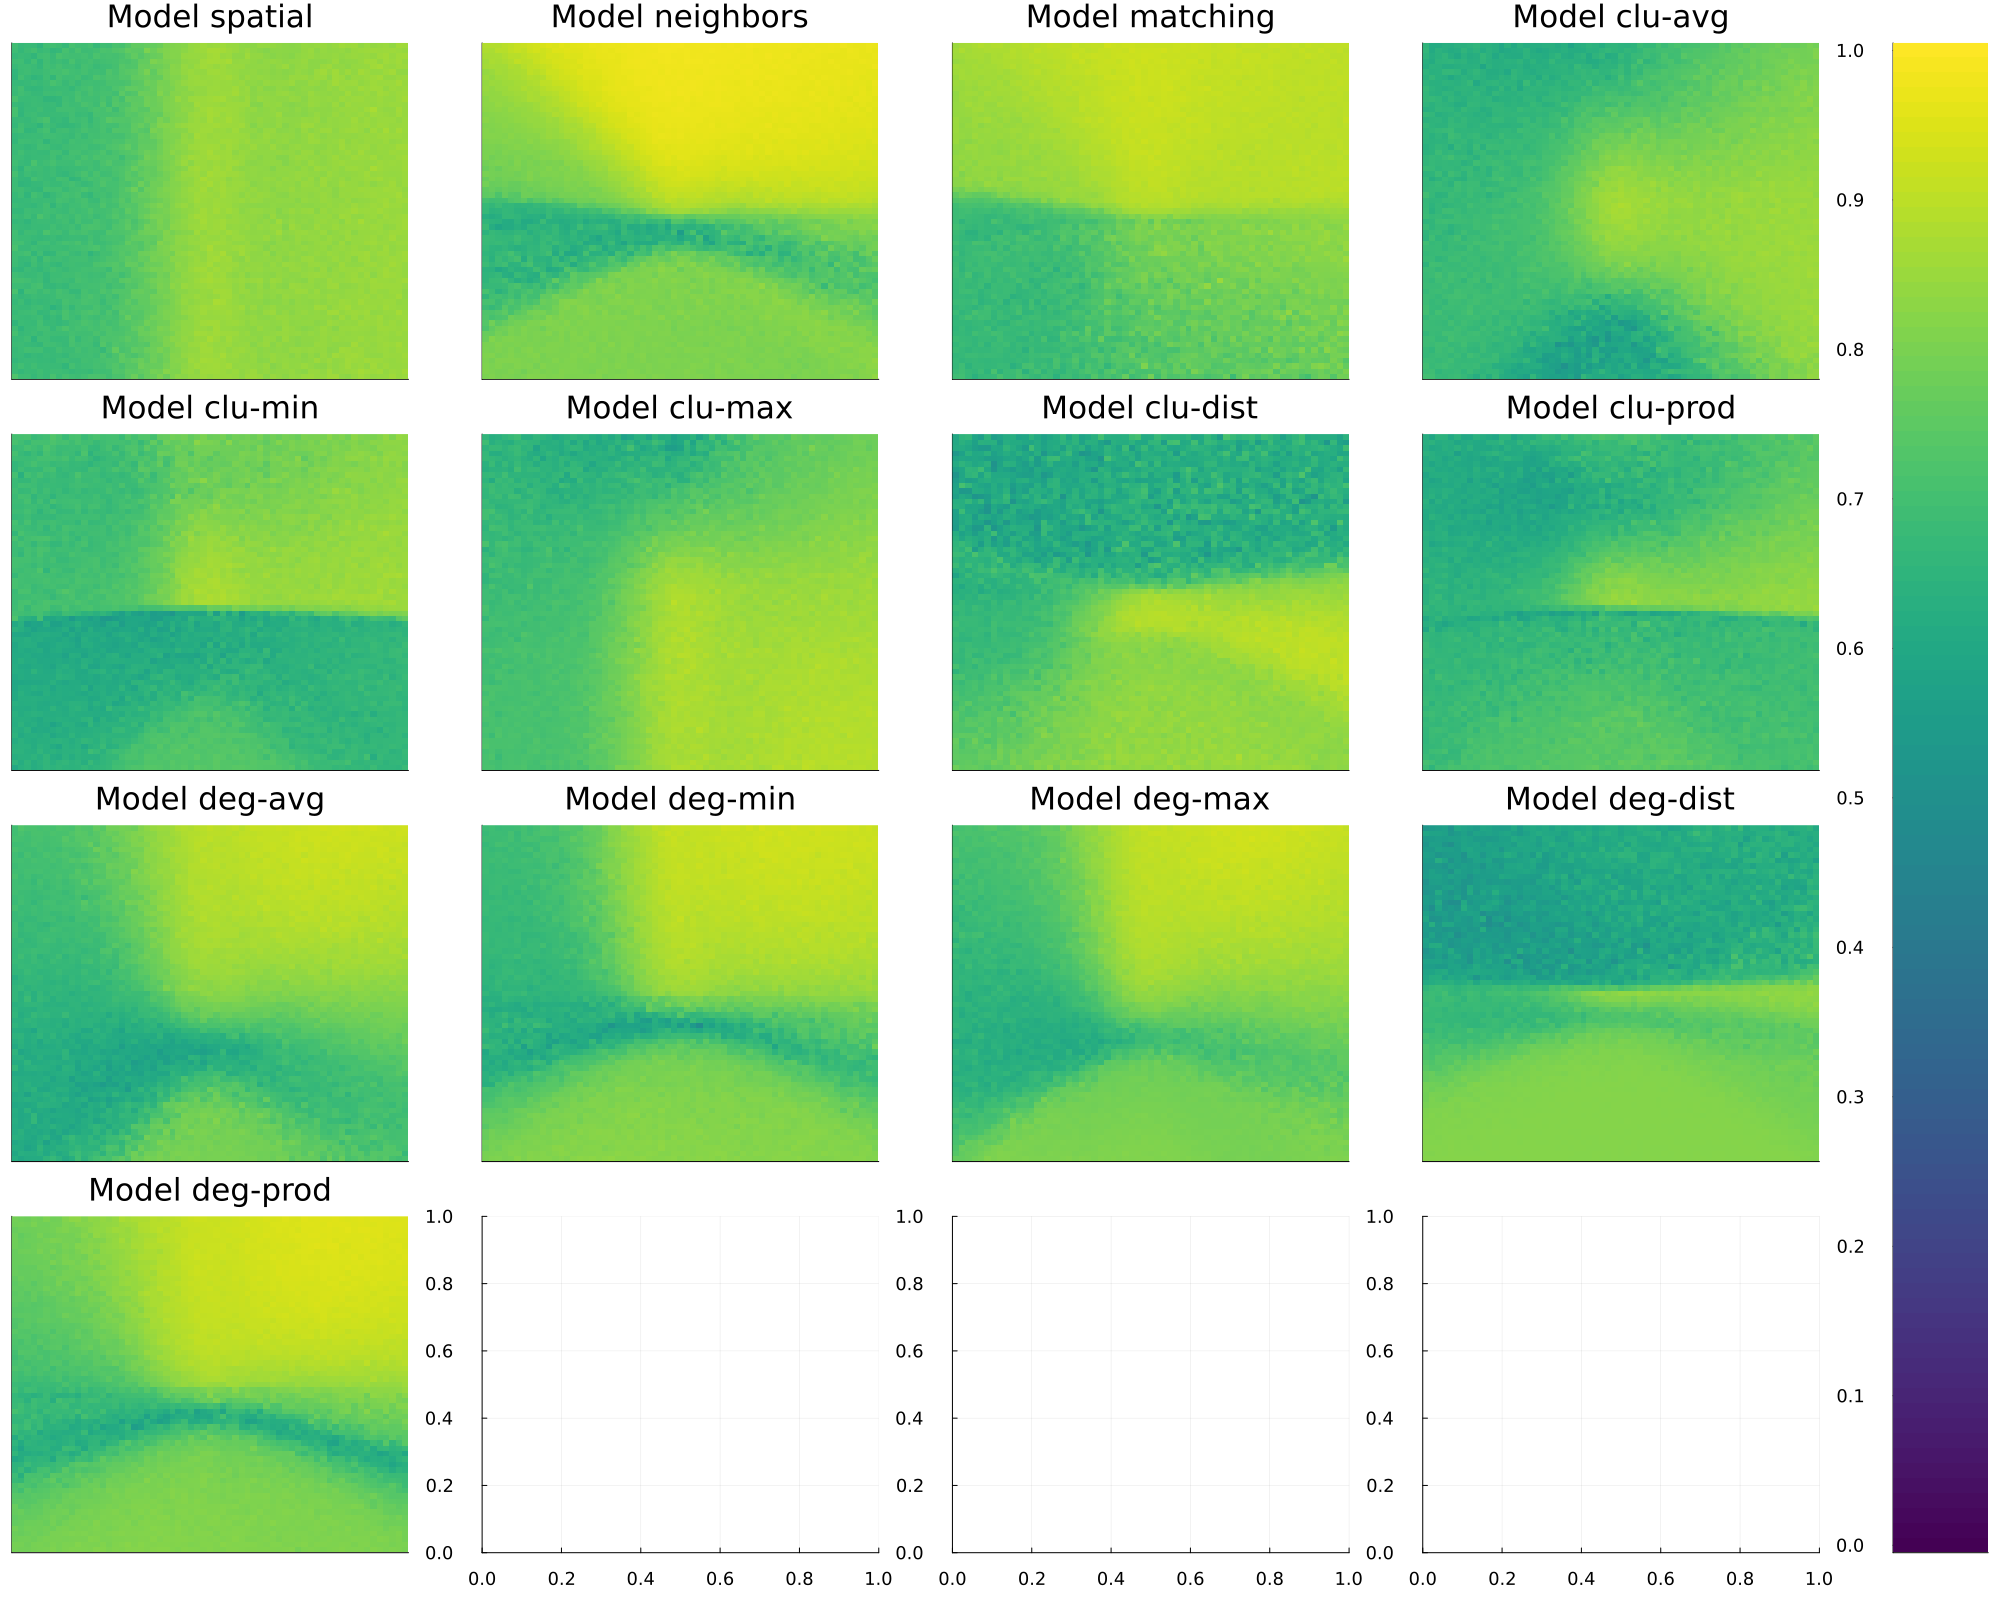 Model spatial
Model neighbors
Model matching
Model clu-avg
Model clu-min
Model clu-max
Model clu-dist
Model clu-prod
Model deg-avg
Model deg-min
Model deg-max
Model deg-dist
Model deg-prod
1.0
0.8
0.6
0.4
0.2
0.0
0.0 0.2 0.4 0.6 0.8 1.0
1.0
0.8
0.6
0.4
0.2
0.0
0.0 0.2 0.4 0.6 0.8 1.0
1.0
0.8
0.6
0.4
0.2
0.0
0.0 0.2 0.4 0.6 0.8 1.0
1.0
0.9
0.8
0.7
0.6
0.5
0.4
0.3
0.2
0.1
0.0